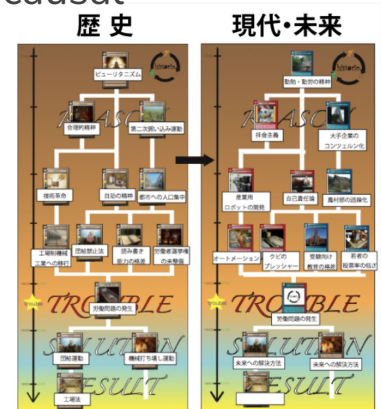 causal
歴史
現代・未来
ピューリタニズム
勤勉・勤労の精神
REASON
REASON
合理的精神
第二次囲い込み運動
拝金主義
大手企業の
コンツェルン化
技術革命
自助の精神
都市への人口集中
産業用
ロボットの開発
自己責任論
農村部の過疎化
工場制機械
工業への移行
団結禁止法
読み書き
能力の格差
労働者選挙権
の未整備
オートメーション
クビの
プレッシャー
受験向け
教育の格差
若者の
投票率の低さ
TROUBLE
TROUBLE
労働問題の発生
労働問題の発生
SOLUTION
SOLUTION
団結運動
機械打ち壊し運動
未来への解決方法
未来への解決方法
RESULT
RESULT
工場法